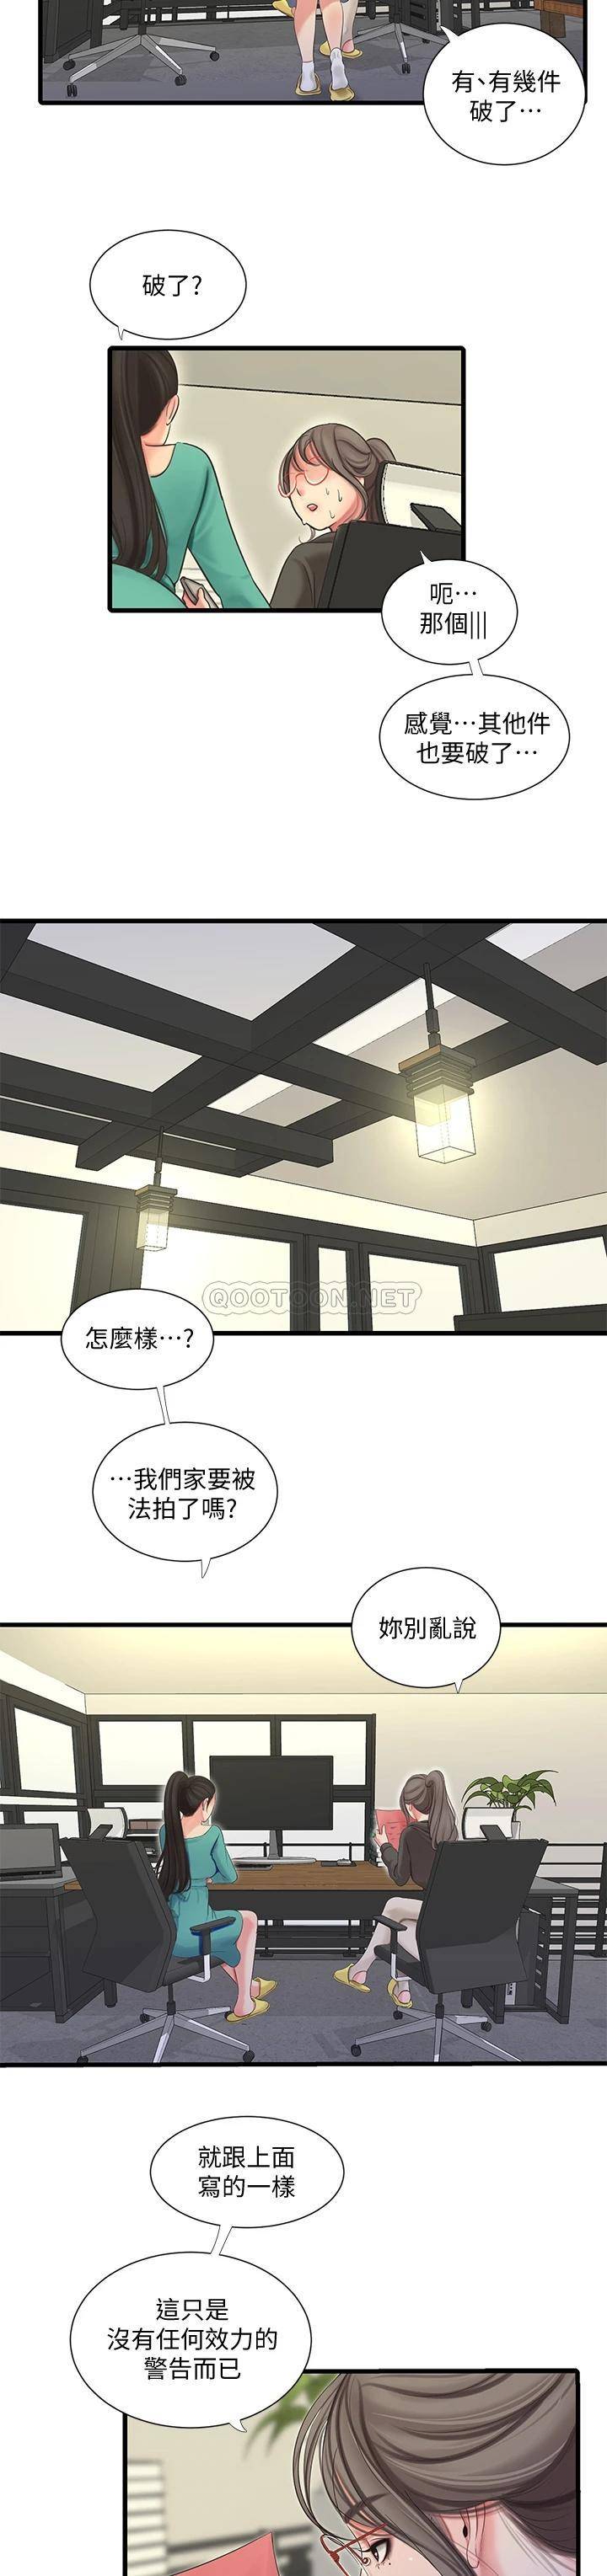 有、有幾件
破了…
破了?
呃…
那個|||
感覺…其他件
也要破了…
QOOTOON.NET
怎麼樣…?
…我們家要被
法拍了嗎?
妳別亂說
就跟上面
寫的一樣
這只是
沒有任何效力的
警告而已